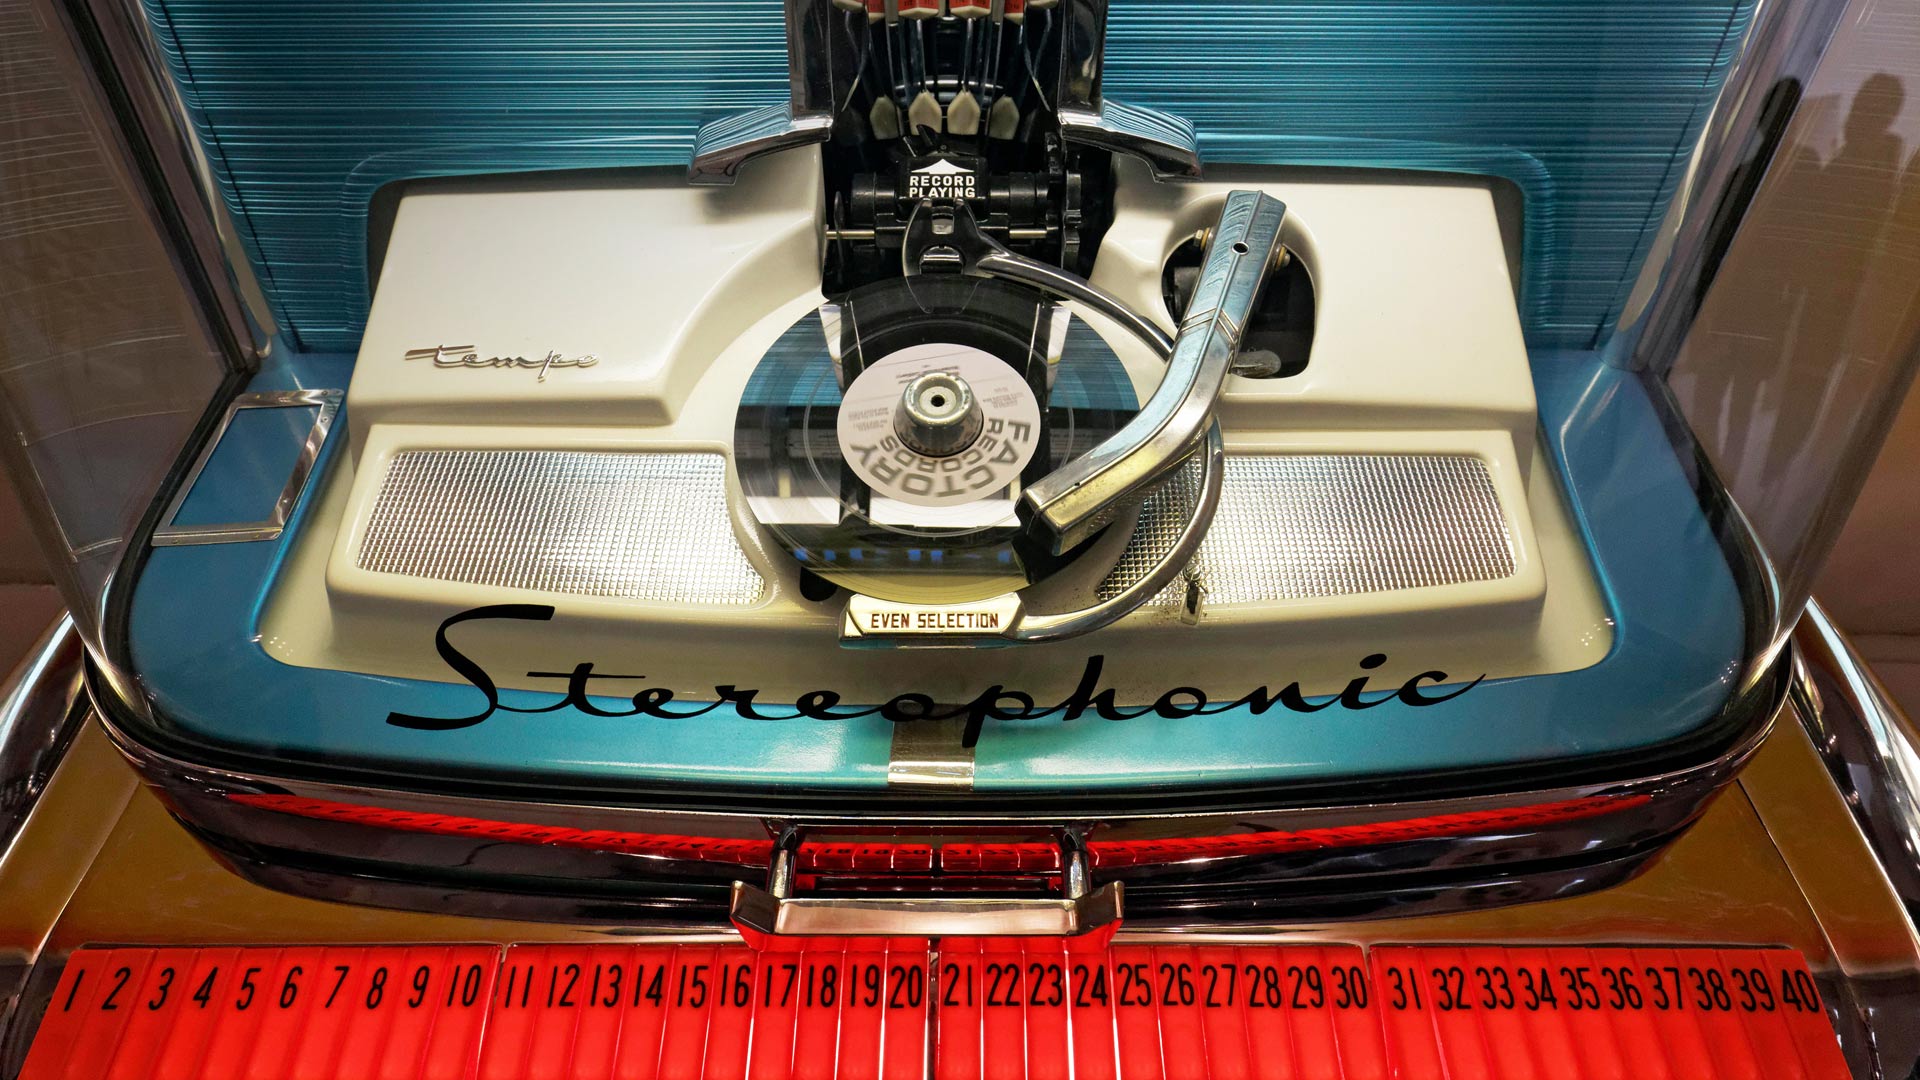 RECORD
PLAYING
tempo
FACTORY
RECORDS
EVEN SELECTION
Stereophonic
1 2 3 4 5 6 7 8 9 10 11 12 13 14 15 16 17 18 19 20 21 22 23 24 25 26 27 28 29 30 31 32 33 34 35 36 37 38 39 40